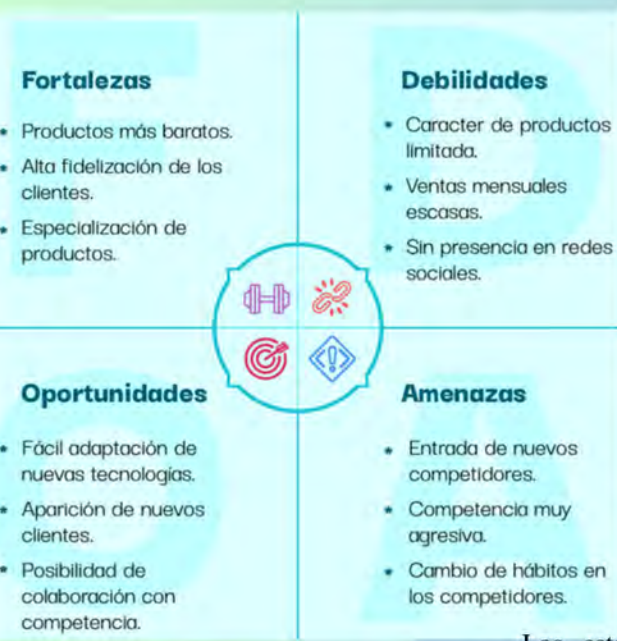 Fortalezas
• Productos más baratos.
• Alta fidelización de los
clientes.
• Especialización de
productos.
Debilidades
• Caracter de productos
limitada.
• Ventas mensuales
escasas.
• Sin presencia en redes
sociales.
Oportunidades
• Fácil adaptación de
nuevas tecnologías.
• Aparición de nuevos
clientes.
• Posibilidad de
colaboración con
competencia.
Amenazas
• Entrada de nuevos
competidores.
• Competencia muy
agresiva.
• Cambio de hábitos en
los competidores.